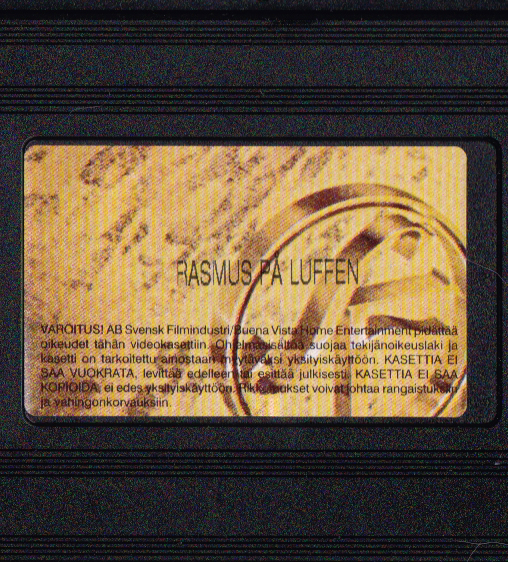 RASMUS PÅ LUFFEN
VAROITUS! AB Svensk Filmindustri/Buena Vista Home Entertainment pidättää
oikeudet tähän videokasettiin. Ohjelmasisältöä suojaa tekijänoikeuslaki ja
kasetti on tarkoitettu ainostaan myytäväksi yksityiskäyttöön. KASETTIA EI
SAA VUOKRATA, levittää edelleen tai esittää julkisesti. KASETTIA EI SAA
KOPIOIDA, ei edes yksityiskäyttöön. Rikkomukset voivat johtaa rangaistuksiin
ja vahingonkorvauksiin.